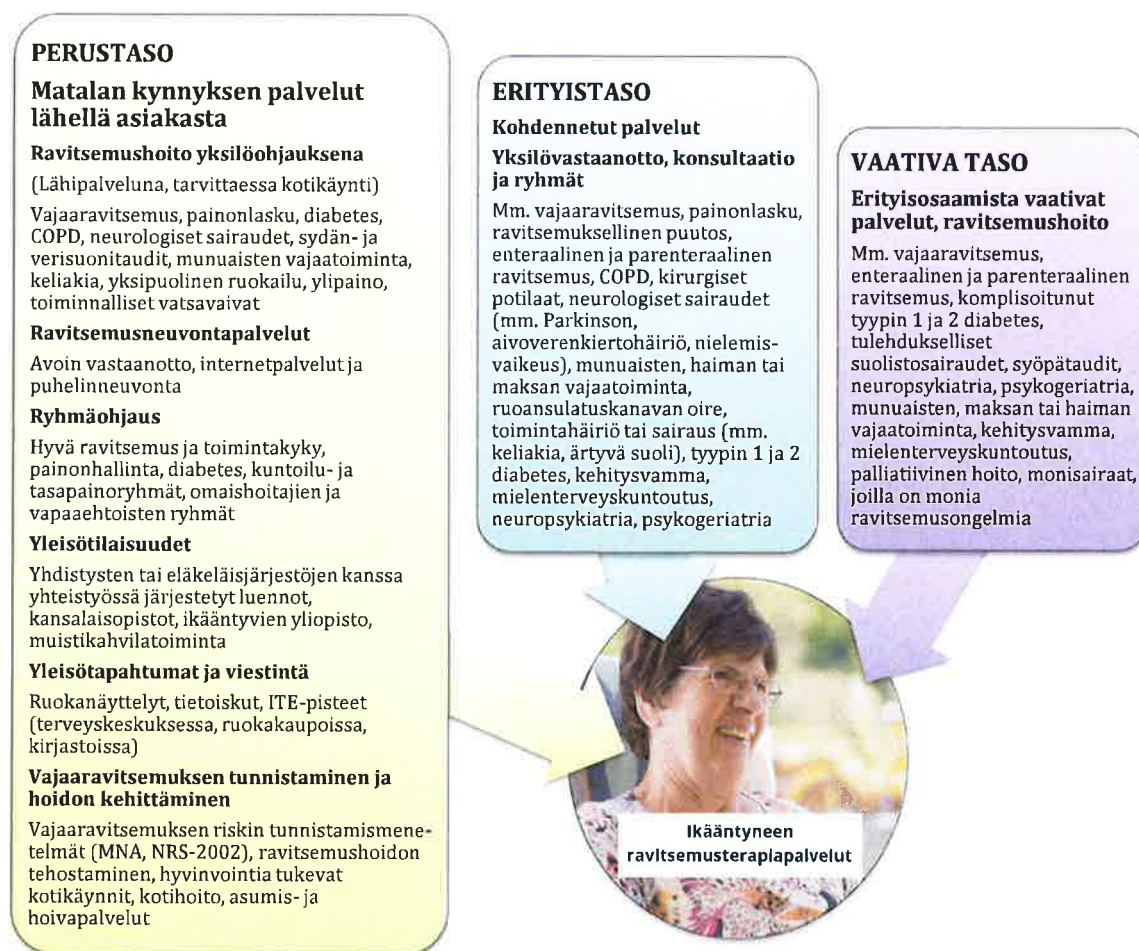 PERUSTASO
Matalan kynnyksen palvelut
lähellä asiakasta
Ravitsemushoito yksilöohjauksena
(Lähipalveluna, tarvittaessa kotikäynti)
Vajaaravitsemus, painonlasku, diabetes,
COPD, neurologiset sairaudet, sydän- ja
verisuonitaudit, munuaisten vajaatoiminta,
keliakia, yksipuolinen ruokailu, ylipaino,
toiminnalliset vatsavaivat
Ravitsemusneuvontapalvelut
Avoin vastaanotto, internetpalvelut ja
puhelinneuvonta
Ryhmäohjaus
Hyvä ravitsemus ja toimintakyky,
painonhallinta, diabetes, kuntoilu- ja
tasapainoryhmät, omaishoitajien ja
vapaaehtoisten ryhmät
Yleisötilaisuudet
Yhdistysten tai eläkeläisjärjestöjen kanssa
yhteistyössä järjestetyt luennot,
kansalaisopistot, ikääntyvien yliopisto,
muistikahvilatoiminta
Yleisötapahtumat ja viestintä
Ruokanäyttelyt, tietoiskut, ITE-pisteet
(terveyskeskuksessa, ruokakaupoissa,
kirjastoissa)
Vajaaravitsemuksen tunnistaminen ja
hoidon kehittäminen
Vajaaravitsemuksen riskin tunnistamismene-
telmät (MNA, NRS-2002), ravitsemushoidon
tehostaminen, hyvinvointia tukevat
kotikäynnit, kotihoito, asumis- ja
hoivapalvelut
ERITYISTASO
Kohdennetut palvelut
Yksilövastaanotto, konsultaatio
ja ryhmät
Mm. vajaaravitsemus, painonlasku,
ravitsemuksellinen puutos,
enteraalinen ja parenteraalinen
ravitsemus, COPD, kirurgiset
potilaat, neurologiset sairaudet
(mm. Parkinson,
aivoverenkiertohäiriö, nielemis-
vaikeus), munuaisten, haiman tai
maksan vajaatoiminta,
ruoansulatuskanavan oire,
toimintahäiriö tai sairaus (mm.
keliakia, ärtyvä suoli), tyypin 1 ja 2
diabetes, kehitysvamma,
mielenterveyskuntoutus,
neuropsykiatria, psykogeriatria
VAATIVA TASO
Erityisosaamista vaativat
palvelut, ravitsemushoito
Mm. vajaaravitsemus,
enteraalinen ja parenteraalinen
ravitsemus, komplisoitunut
tyypin 1 ja 2 diabetes,
tulehdukselliset
suolistosairaudet, syöpätaudit,
neuropsykiatria, psykogeriatria,
munuaisten, maksan tai haiman
vajaatoiminta, kehitysvamma,
mielenterveyskuntoutus,
palliatiivinen hoito, monisairaat,
joilla on monia
ravitsemusongelmia
Ikääntyneen
ravitsemusterapiapalvelut